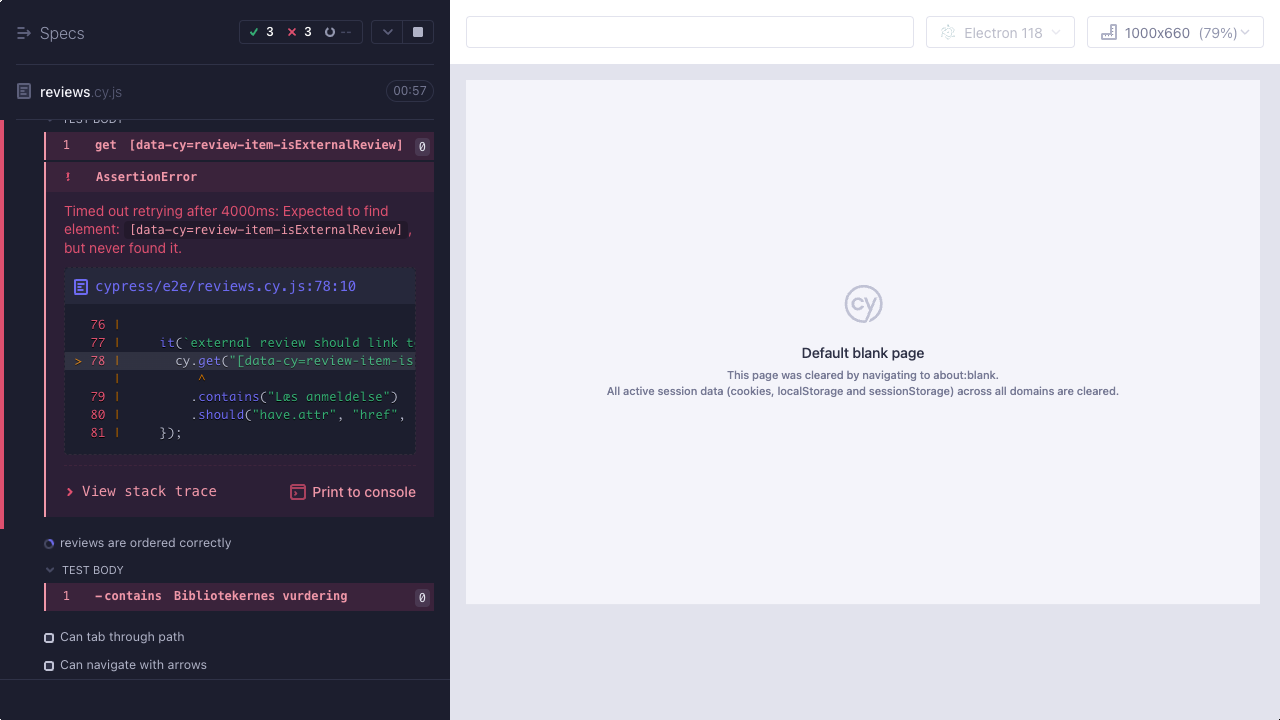 Specs
3
3
--
reviews.cy.js
00:57
TEST BODY
1 get [data-cy=review-item-isExternalReview] 0
! AssertionError
Timed out retrying after 4000ms: Expected to find
element: [data-cy=review-item-isExternalReview] ,
but never found it.
cypress/e2e/reviews.cy.js:78:10
76 |
77 | it(`external review should link t
> 78 | cy.get("[data-cy=review-item-is
| ^
79 | .contains("Læs anmeldelse")
80 | .should("have.attr", "href",
81 | });
View stack trace
Print to console
reviews are ordered correctly
TEST BODY
1 -contains Bibliotekernes vurdering 0
Can tab through path
Can navigate with arrows
Electron 118
1000x660 (79%)
cy
Default blank page
This page was cleared by navigating to about:blank.
All active session data (cookies, localStorage and sessionStorage) across all domains are cleared.